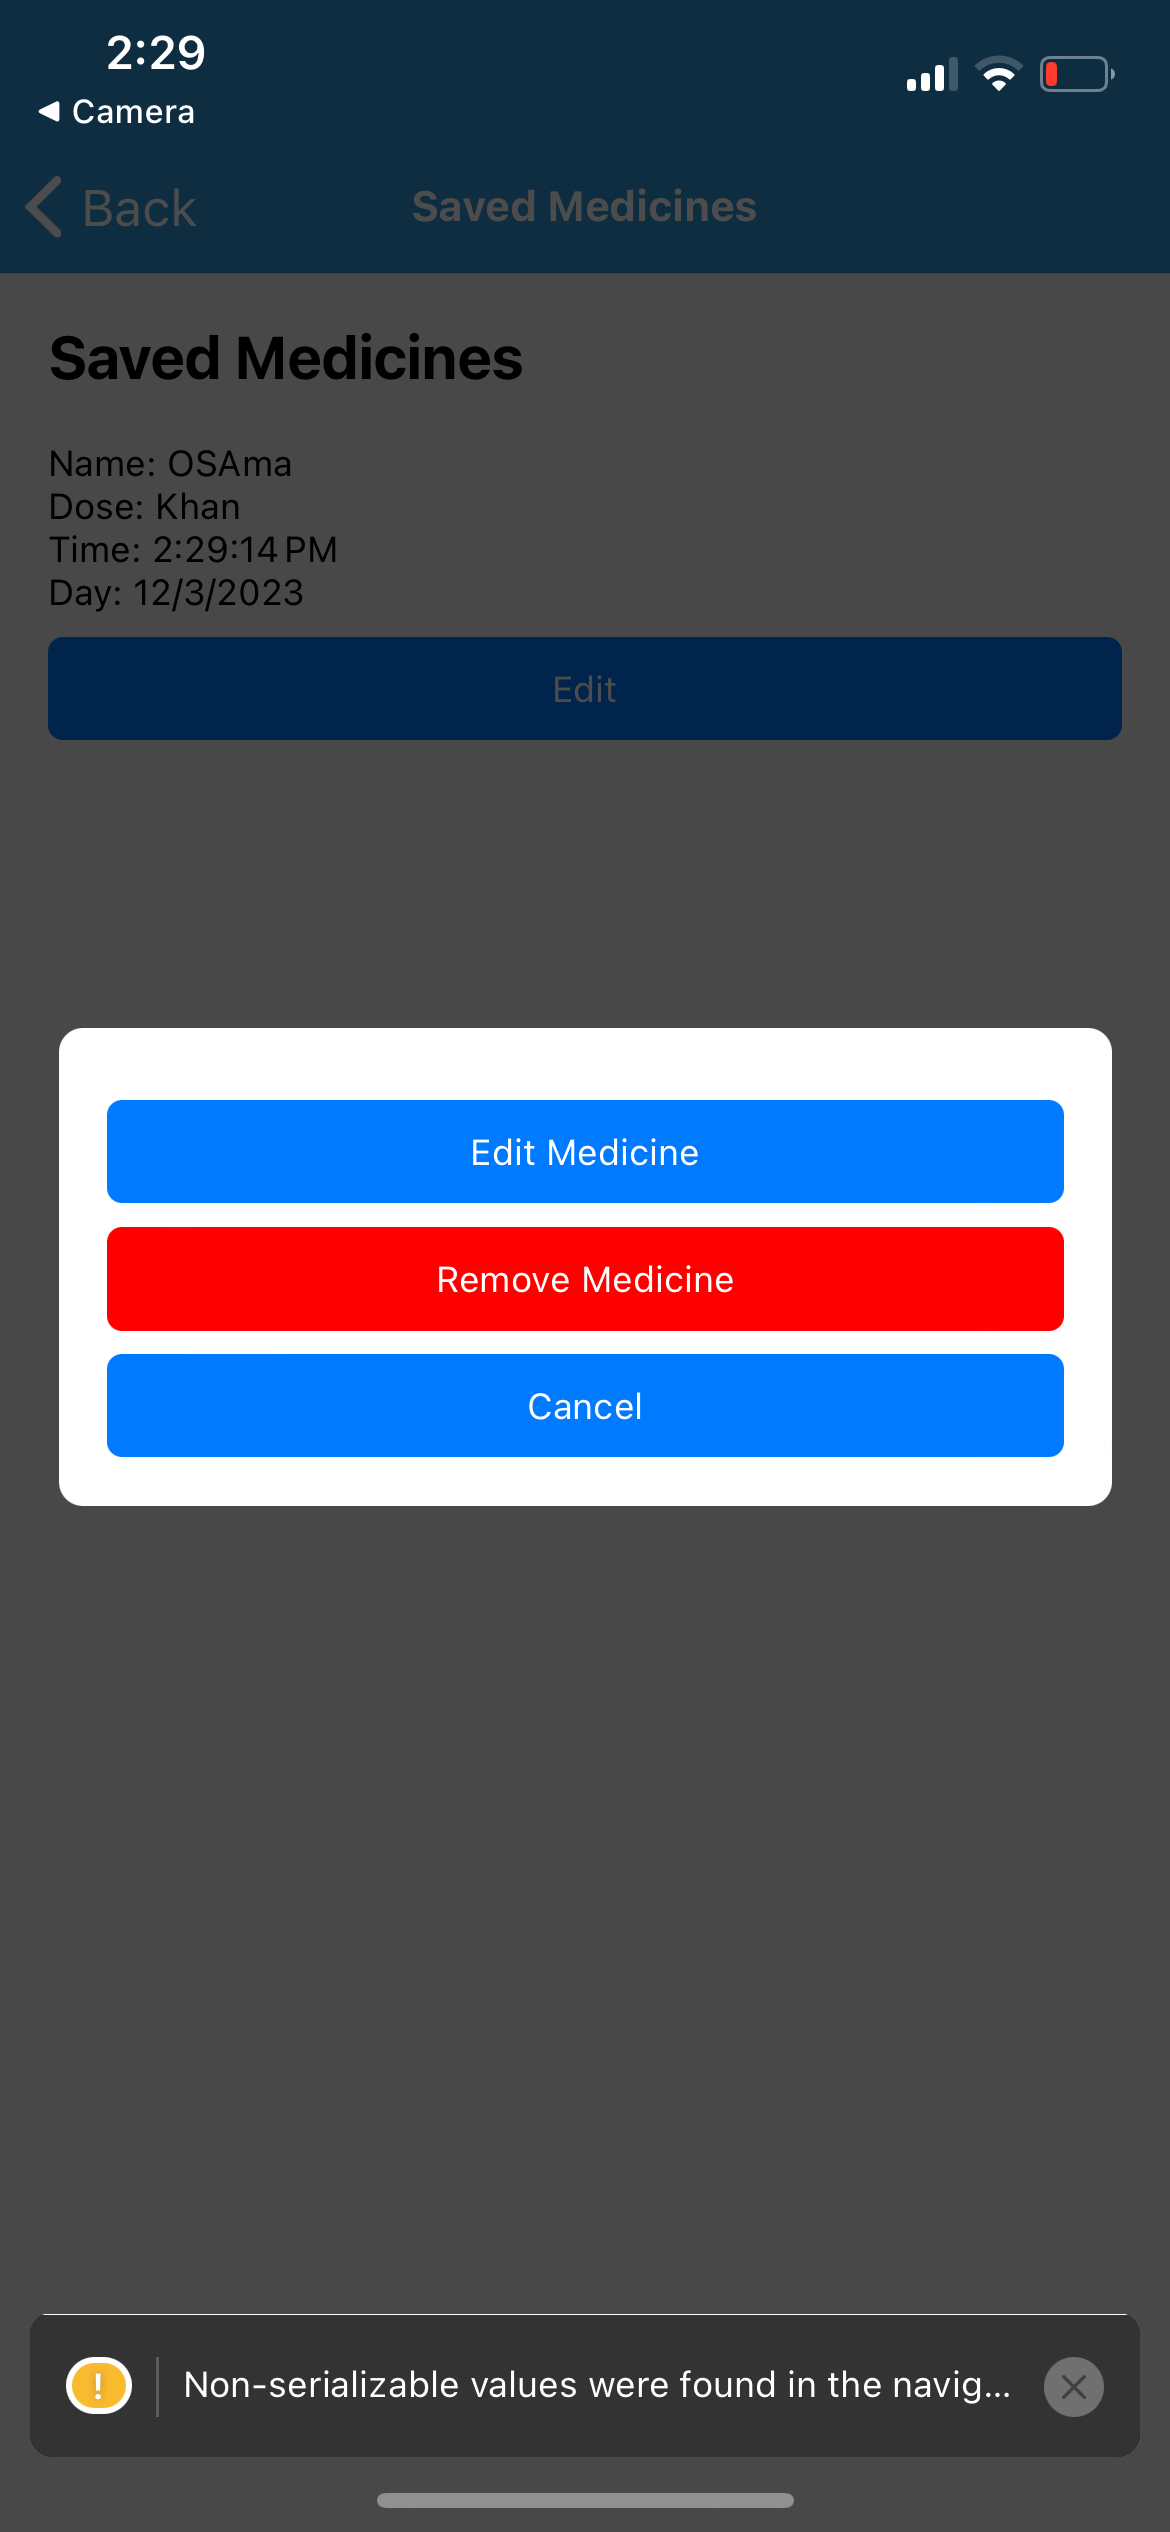 2:29
Camera
Back
Saved Medicines
Saved Medicines
Name: OSAma
Dose: Khan
Time: 2:29:14 PM
Day: 12/3/2023
Edit
Edit Medicine
Remove Medicine
Cancel
Non-serializable values were found in the navig...